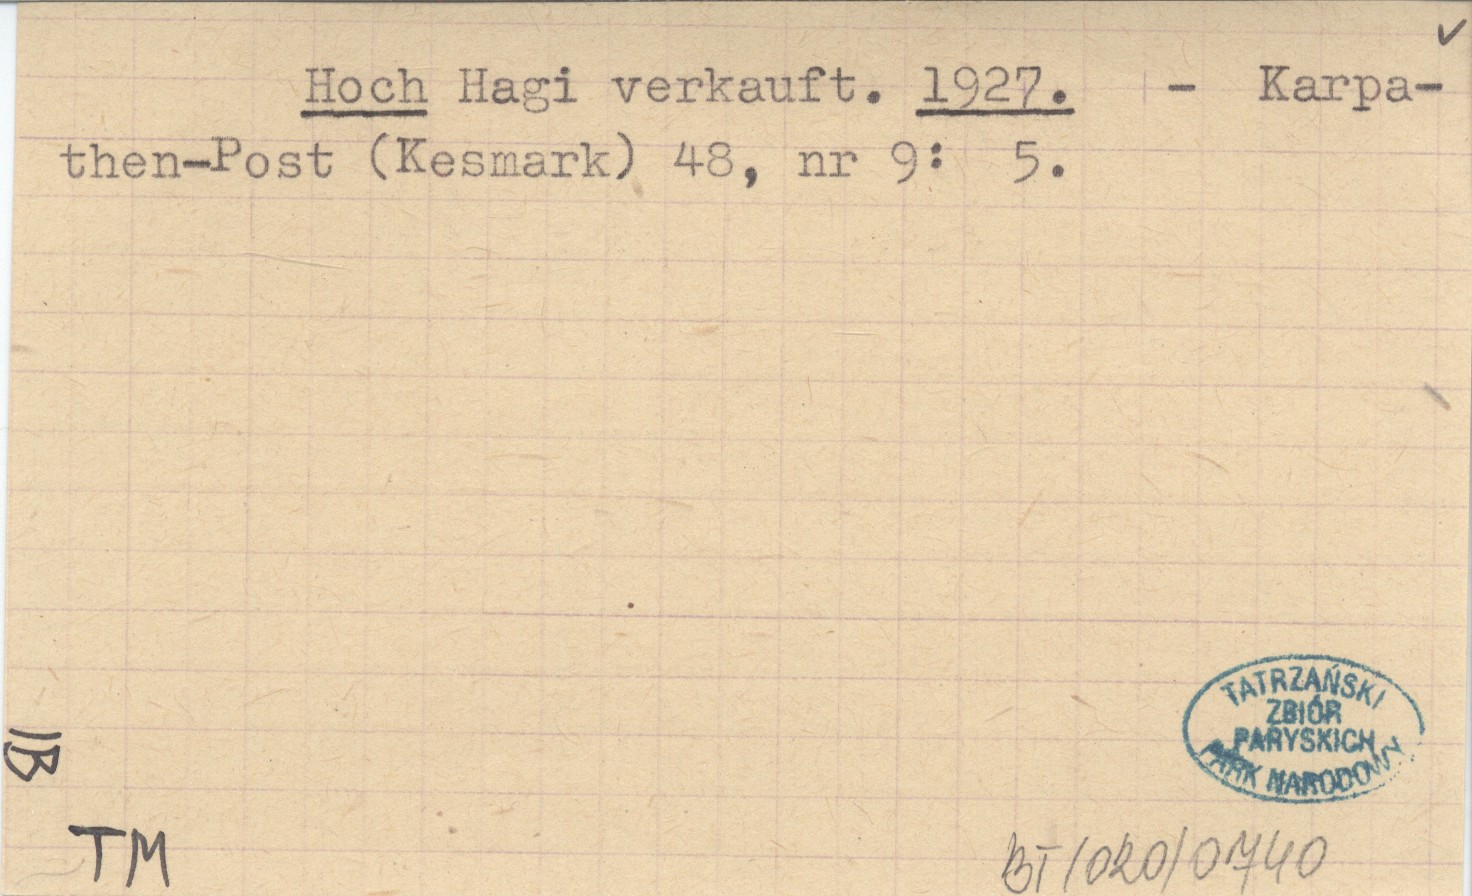 Hoch Hagi verkauft. 1927. - Karpa-
then-Post (Kesmark) 48, nr 9: 5.
TATRZAŃSKI
ZBIÓR
PARYSKICH
PARK NARODOWY
IB
TM
BT/020/0740